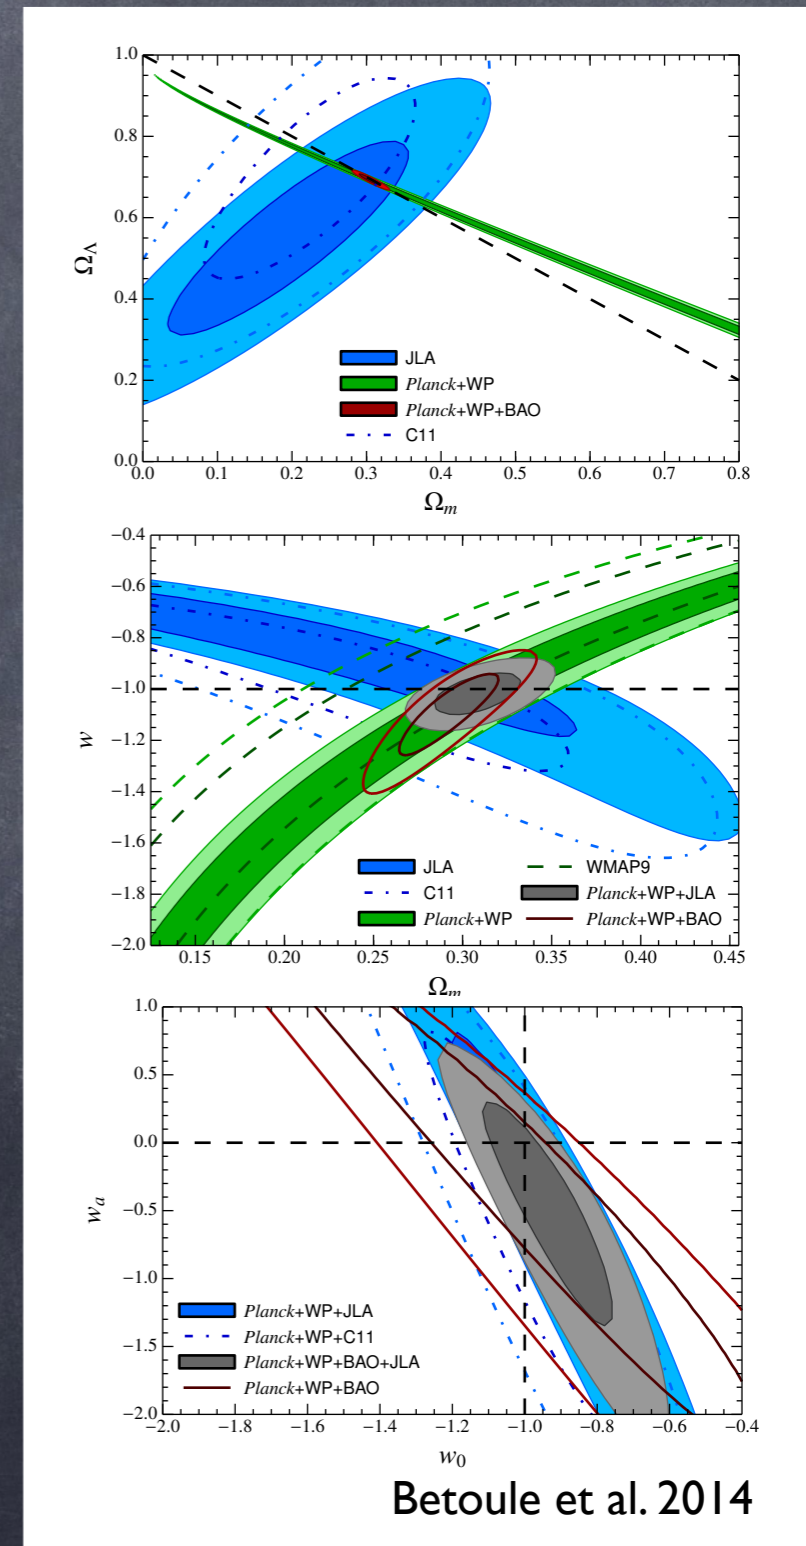 1.0
0.8
0.6
0.4
0.2
0.0
Ω_Λ
JLA
Planck+WP
Planck+WP+BAO
C11
0.0 0.1 0.2 0.3 0.4 0.5 0.6 0.7 0.8
Ω_m
−0.4
−0.6
−0.8
−1.0
−1.2
−1.4
−1.6
−1.8
−2.0
w
JLA WMAP9
C11 Planck+WP+JLA
Planck+WP Planck+WP+BAO
0.15 0.20 0.25 0.30 0.35 0.40 0.45
Ω_m
1.0
0.5
0.0
−0.5
−1.0
−1.5
−2.0
w_a
Planck+WP+JLA
Planck+WP+C11
Planck+WP+BAO+JLA
Planck+WP+BAO
−2.0 −1.8 −1.6 −1.4 −1.2 −1.0 −0.8 −0.6 −0.4
w_0
Betoule et al. 2014